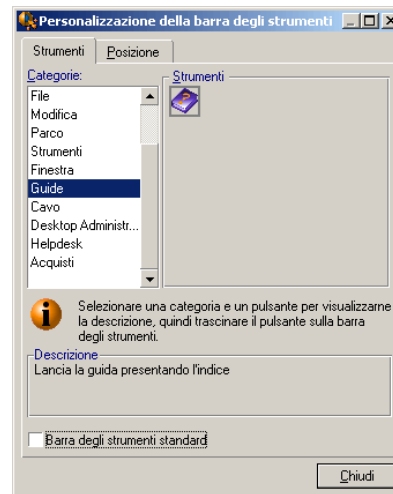 Personalizzazione della barra degli strumenti
Strumenti Posizione
Categorie: Strumenti
File
Modifica
Parco
Strumenti
Finestra
Guide
Cavo
Desktop Administr...
Helpdesk
Acquisti
Selezionare una categoria e un pulsante per visualizzarne
la descrizione, quindi trascinare il pulsante sulla barra
degli strumenti.
Descrizione
Lancia la guida presentando l'indice
Barra degli strumenti standard
Chiudi